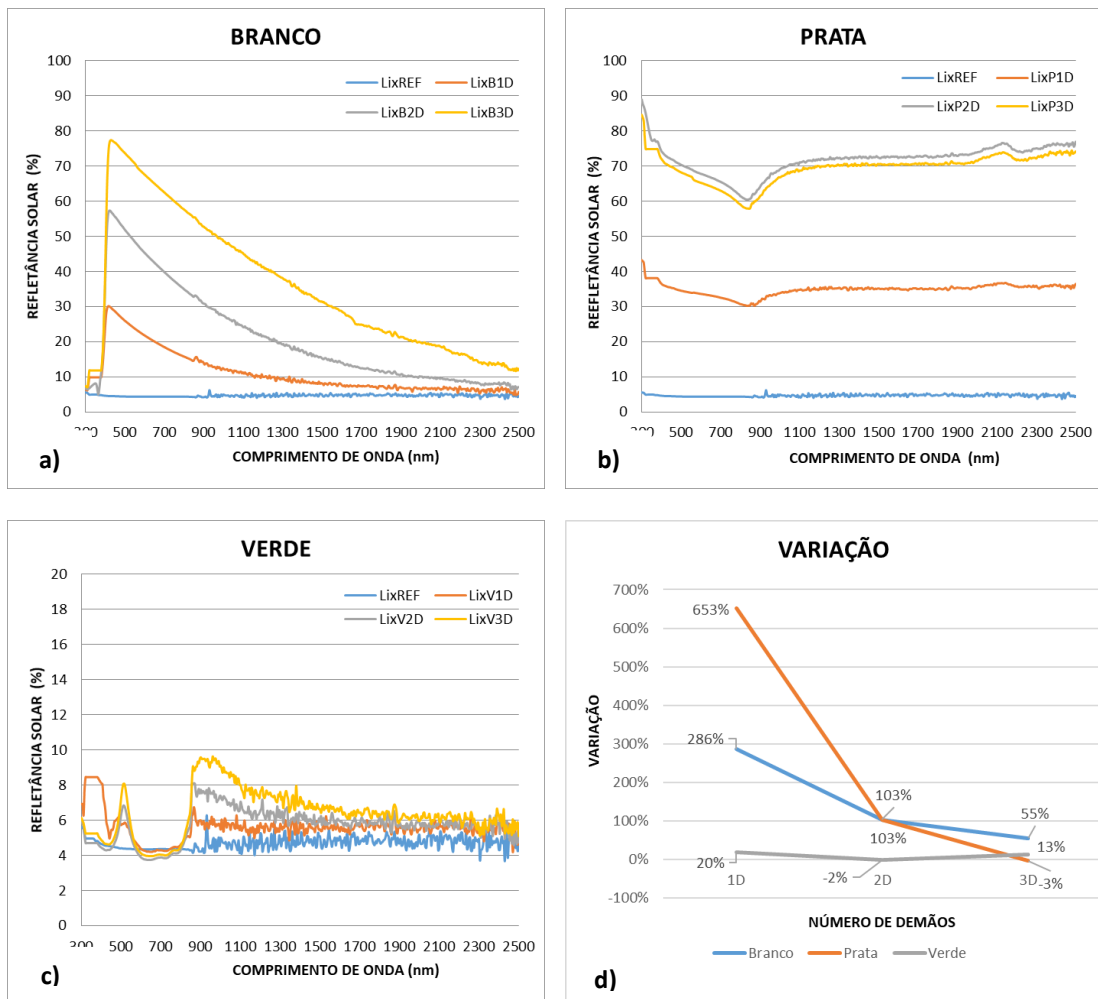 BRANCO
LixREF LixB1D
LixB2D LixB3D
REFLETÂNCIA SOLAR (%)
100
90
80
70
60
50
40
30
20
10
0
300 500 700 900 1100 1300 1500 1700 1900 2100 2300 2500
COMPRIMENTO DE ONDA (nm)
a)
PRATA
LixREF LixP1D
LixP2D LixP3D
REEFLETÂNCIA SOLAR (%)
100
90
80
70
60
50
40
30
20
10
0
300 500 700 900 1100 1300 1500 1700 1900 2100 2300 2500
COMPRIMENTO DE ONDA (nm)
b)
VERDE
LixREF LixV1D
LixV2D LixV3D
REFLETÂNCIA SOLAR (%)
20
18
16
14
12
10
8
6
4
2
0
300 500 700 900 1100 1300 1500 1700 1900 2100 2300 2500
COMPRIMENTO DE ONDA (nm)
c)
VARIAÇÃO
VARIAÇÃO
700%
600%
500%
400%
300%
200%
100%
0%
-100%
653%
286%
103%
103%
55%
13%
20%
-2%
-3%
1D 2D 3D
NÚMERO DE DEMÃOS
Branco Prata Verde
d)